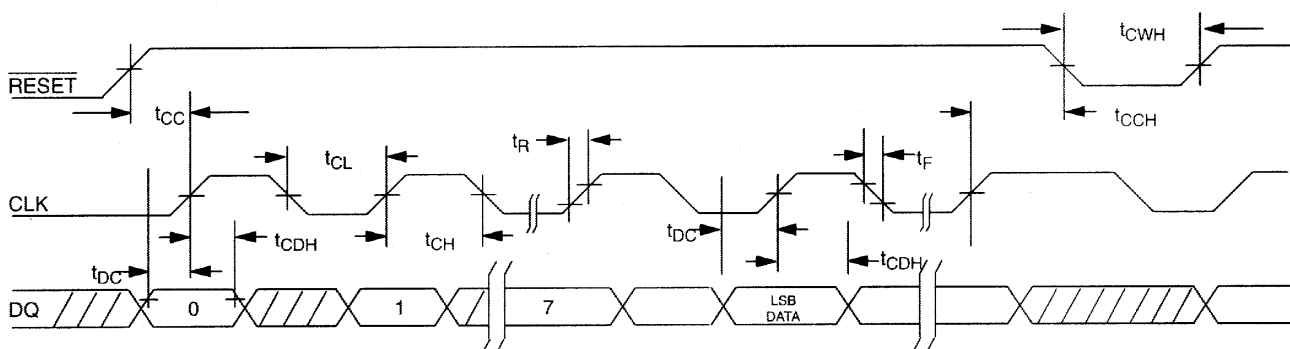 tCWH
RESET
tCC
tCCH
tR
tCL
tF
CLK
tCDH
tCH
tDC
tDC
tCDH
DQ
0
1
7
LSB
DATA